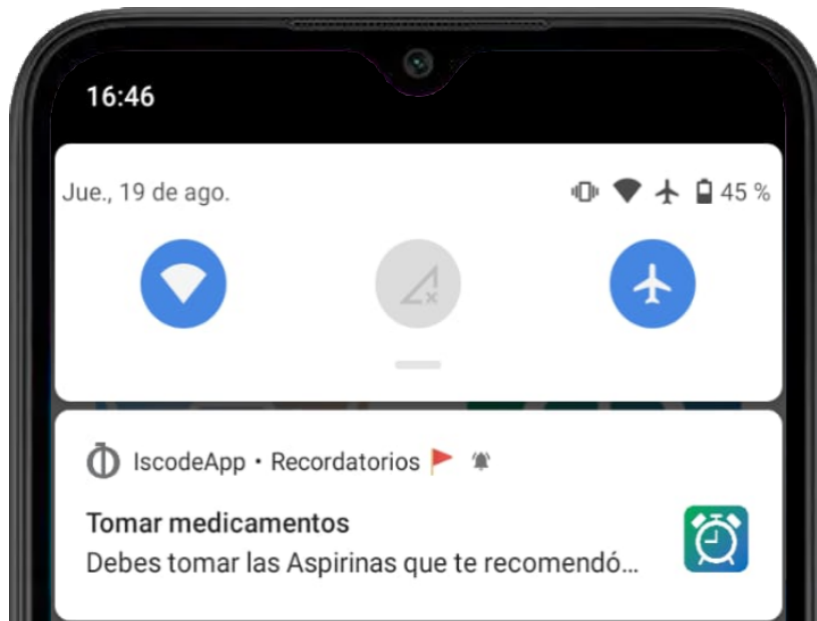 16:46
Jue., 19 de ago.
45 %
IscodeApp • Recordatorios
Tomar medicamentos
Debes tomar las Aspirinas que te recomendó...